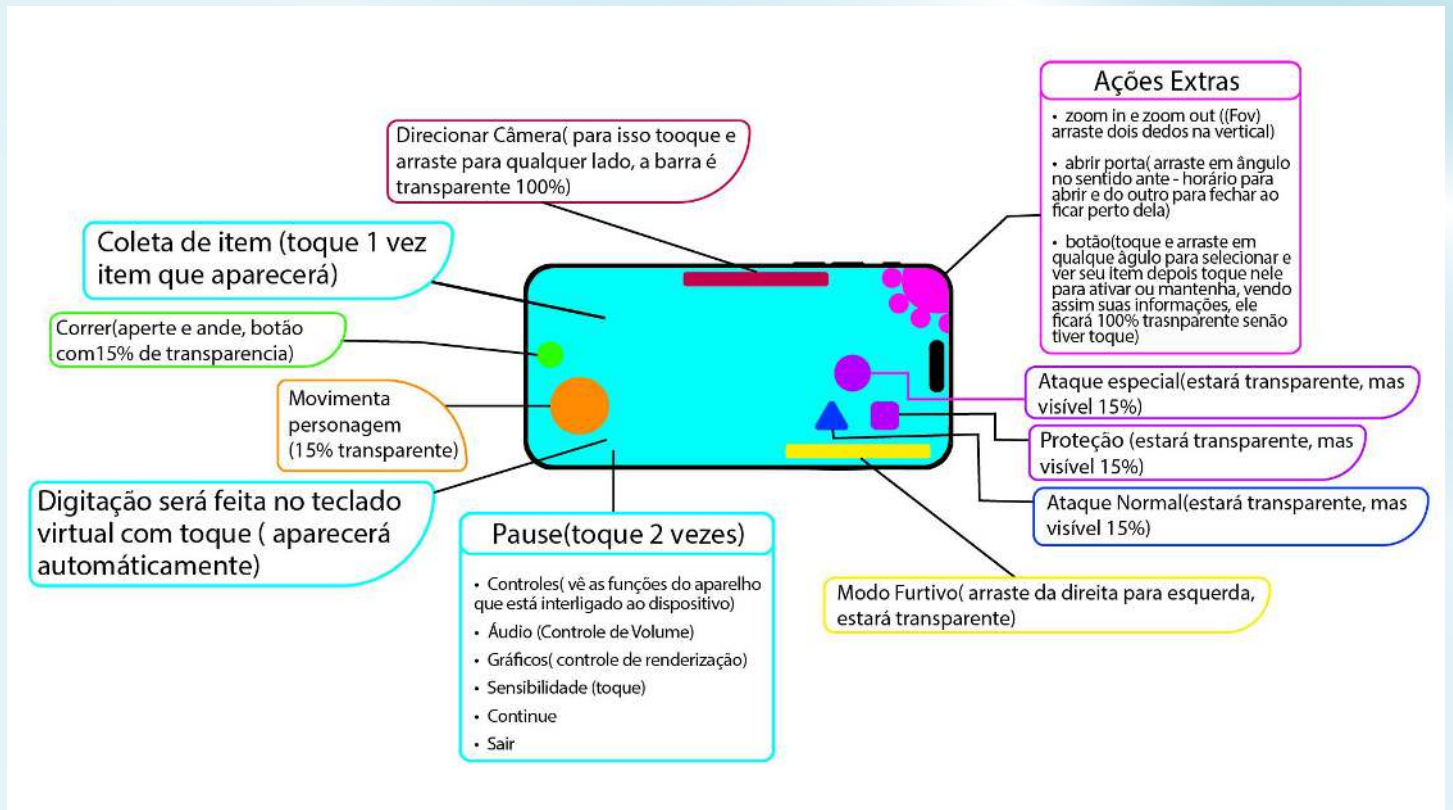 Direcionar Câmera( para isso tooque e
arraste para qualquer lado, a barra é
transparente 100%)
Coleta de item (toque 1 vez
item que aparecerá)
Correr(aperte e ande, botão
com15% de transparencia)
Movimenta
personagem
(15% transparente)
Digitação será feita no teclado
virtual com toque ( aparecerá
automáticamente)
Pause(toque 2 vezes)
• Controles( vê as funções do aparelho
que está interligado ao dispositivo)
• Áudio (Controle de Volume)
• Gráficos( controle de renderização)
• Sensibilidade (toque)
• Continue
• Sair
Ações Extras
• zoom in e zoom out ((Fov)
arraste dois dedos na vertical)
• abrir porta( arraste em ângulo
no sentido ante - horário para
abrir e do outro para fechar ao
ficar perto dela)
• botão(toque e arraste em
qualque âgulo para selecionar e
ver seu item depois toque nele
para ativar ou mantenha, vendo
assim suas informações, ele
ficará 100% trasnparente senão
tiver toque)
Ataque especial(estará transparente, mas
visível 15%)
Proteção (estará transparente, mas
visível 15%)
Ataque Normal(estará transparente, mas
visível 15%)
Modo Furtivo( arraste da direita para esquerda,
estará transparente)